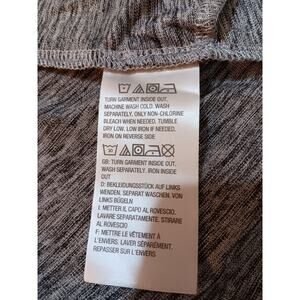 TURN GARMENT INSIDE OUT.
MACHINE WASH COLD. WASH
SEPARATELY, ONLY NON-CHLORINE
BLEACH WHEN NEEDED. TUMBLE
DRY LOW. LOW IRON IF NEEDED.
IRON ON REVERSE SIDE
30
GB: TURN GARMENT INSIDE OUT.
WASH SEPARATELY. IRON INSIDE
OUT
D: BEKLEIDUNGSSTÜCK AUF LINKS
WENDEN. SEPARAT WASCHEN. VON
LINKS BÜGELN
I: METTER IL CAPO AL ROVESCIO.
LAVARE SEPARATAMENTE. STIRARE
AL ROVESCIO
F: METTRE LE VÊTEMENT À
L'ENVERS. LAVER SÉPARÉMENT.
REPASSER SUR L'ENVERS